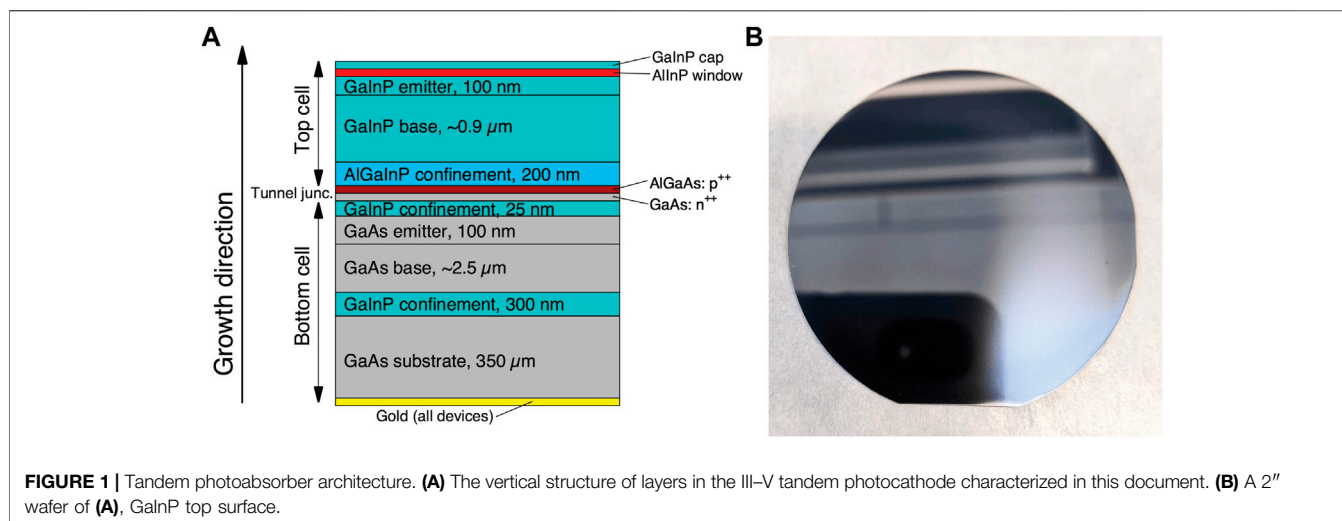 A
B
Growth direction
Top cell
Tunnel junc.
Bottom cell
GaInP cap
AlInP window
GaInP emitter, 100 nm
GaInP base, ~0.9 µm
AlGaInP confinement, 200 nm
AlGaAs: p++
GaAs: n++
GaInP confinement, 25 nm
GaAs emitter, 100 nm
GaAs base, ~2.5 µm
GaInP confinement, 300 nm
GaAs substrate, 350 µm
Gold (all devices)
FIGURE 1 | Tandem photoabsorber architecture. (A) The vertical structure of layers in the III–V tandem photocathode characterized in this document. (B) A 2″
wafer of (A), GaInP top surface.